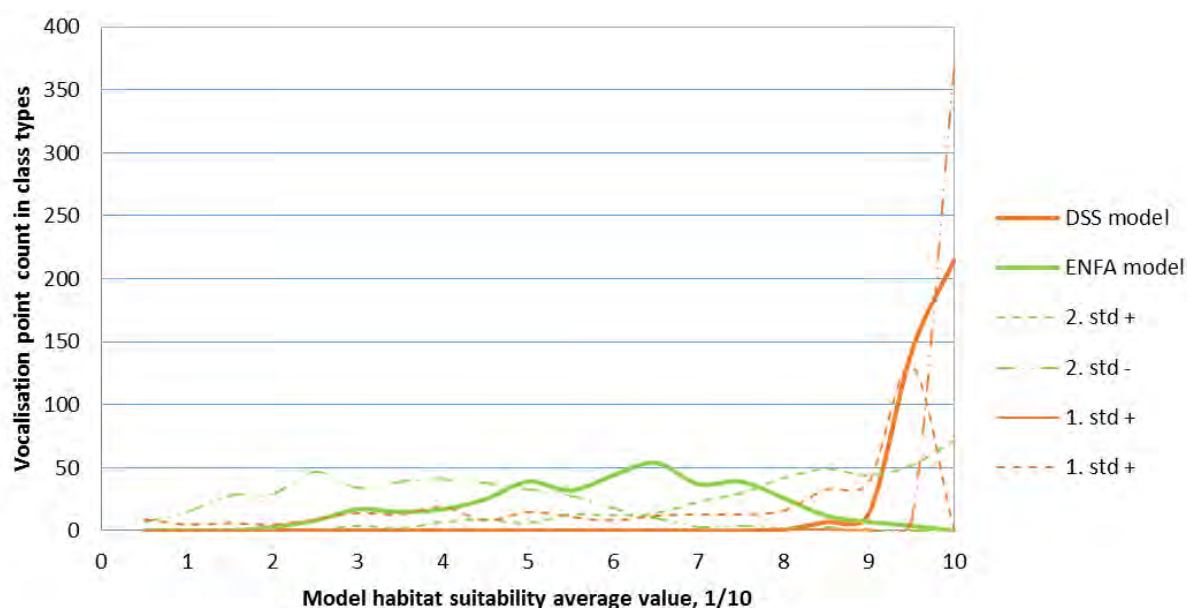 400
350
300
250
200
150
100
50
0
Vocalisation point count in class types
0 1 2 3 4 5 6 7 8 9 10
Model habitat suitability average value, 1/10
DSS model
ENFA model
2. std +
2. std -
1. std +
1. std +